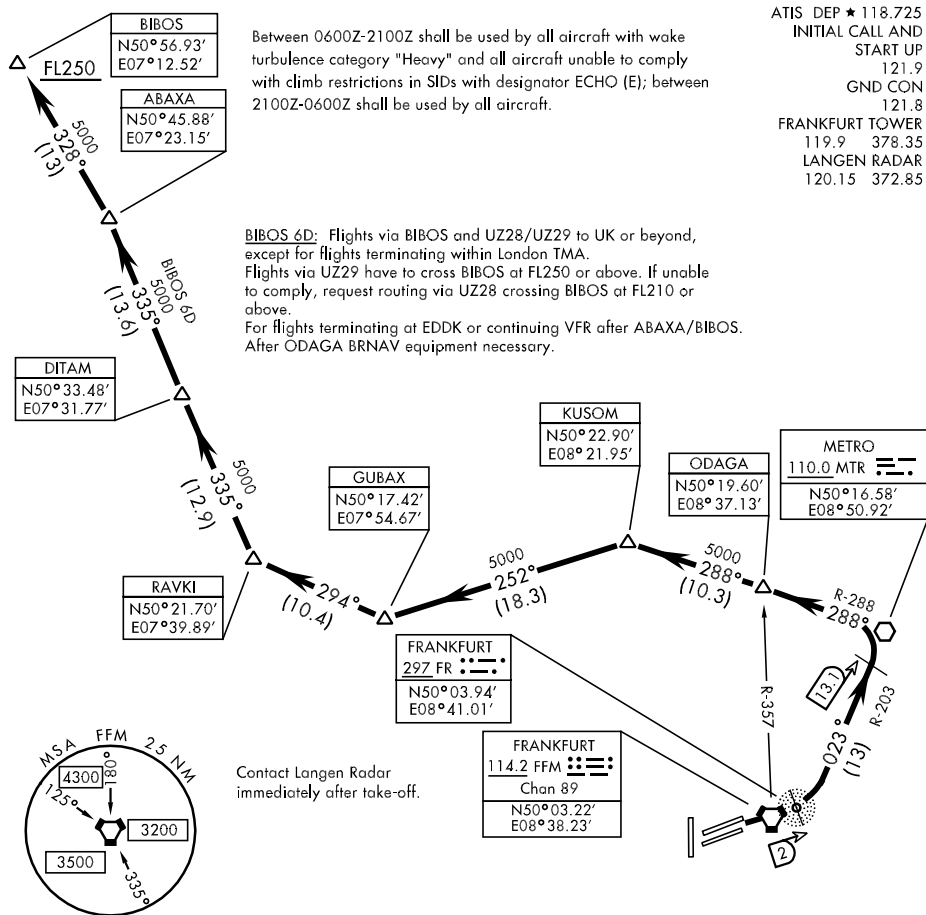 BIBOS
N50°56.93'
E07°12.52'
FL250
Between 0600Z-2100Z shall be used by all aircraft with wake
turbulence category "Heavy" and all aircraft unable to comply
with climb restrictions in SIDs with designator ECHO (E); between
2100Z-0600Z shall be used by all aircraft.
ATIS DEP ★ 118.725
INITIAL CALL AND
START UP
121.9
GND CON
121.8
FRANKFURT TOWER
119.9 378.35
LANGEN RADAR
120.15 372.85
ABAXA
N50°45.88'
E07°23.15'
5000
328°
(13)
BIBOS 6D: Flights via BIBOS and UZ28/UZ29 to UK or beyond,
except for flights terminating within London TMA.
Flights via UZ29 have to cross BIBOS at FL250 or above. If unable
to comply, request routing via UZ28 crossing BIBOS at FL210 or
above.
For flights terminating at EDDK or continuing VFR after ABAXA/BIBOS.
After ODAGA BRNAV equipment necessary.
BIBOS 6D
5000
335°
(13.6)
DITAM
N50°33.48'
E07°31.77'
5000
335°
(12.9)
RAVKI
N50°21.70'
E07°39.89'
GUBAX
N50°17.42'
E07°54.67'
294°
(10.4)
KUSOM
N50°22.90'
E08°21.95'
5000
252°
(18.3)
ODAGA
N50°19.60'
E08°37.13'
5000
288°
(10.3)
METRO
110.0 MTR
N50°16.58'
E08°50.92'
R-288
288°
13.1
R-203
023°
(13)
R-357
FRANKFURT
297 FR
N50°03.94'
E08°41.01'
FRANKFURT
114.2 FFM
Chan 89
N50°03.22'
E08°38.23'
2
Contact Langen Radar
immediately after take-off.
MSA FFM 25 NM
4300
180°
125°
3200
3500
335°